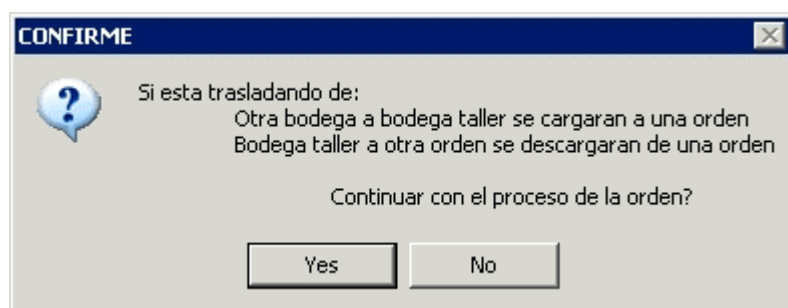 CONFIRME
Si esta trasladando de:
Otra bodega a bodega taller se cargaran a una orden
Bodega taller a otra orden se descargaran de una orden
Continuar con el proceso de la orden?
Yes No